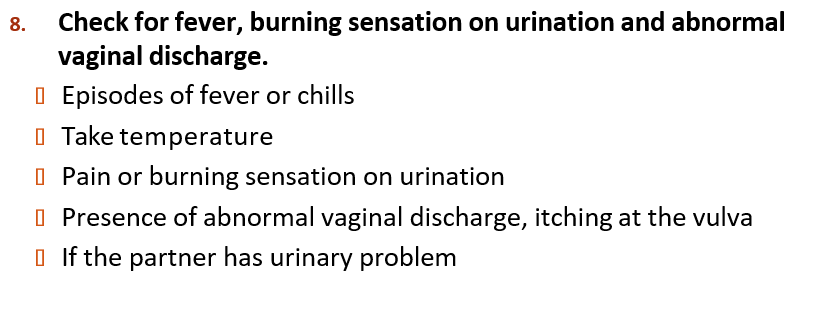 8. Check for fever, burning sensation on urination and abnormal
vaginal discharge.
▯ Episodes of fever or chills
▯ Take temperature
▯ Pain or burning sensation on urination
▯ Presence of abnormal vaginal discharge, itching at the vulva
▯ If the partner has urinary problem